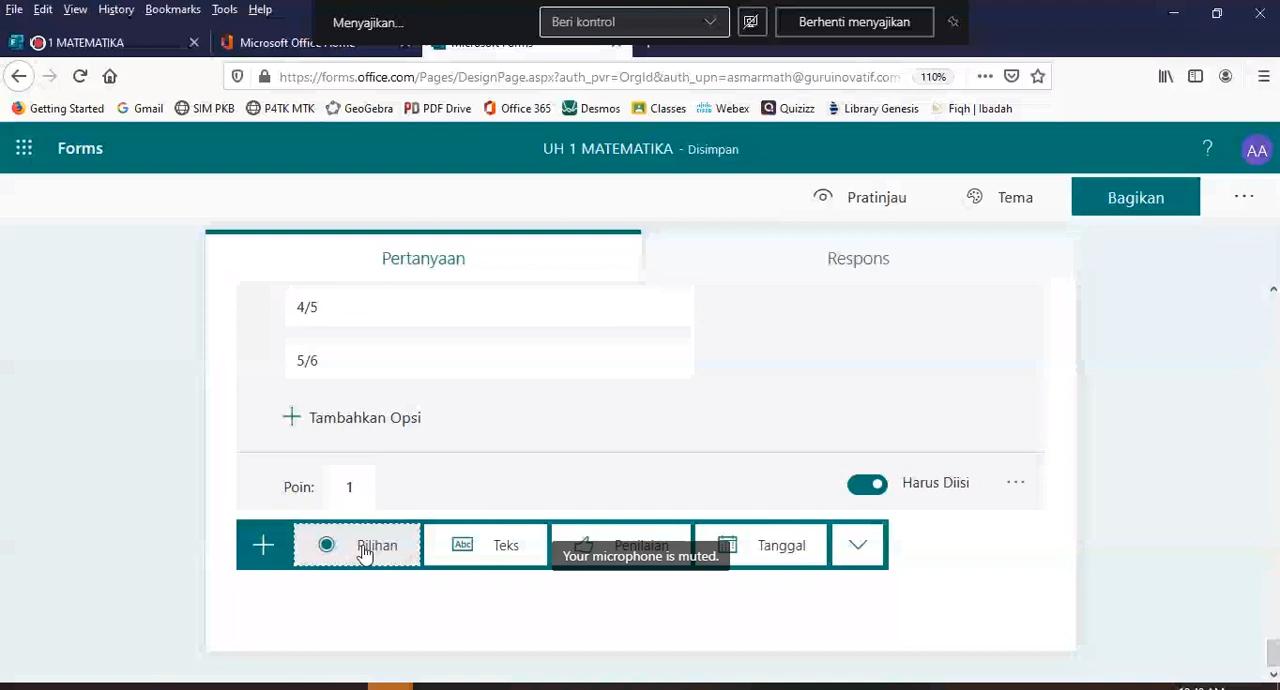 File Edit View History Bookmarks Tools Help
Menyajikan... Beri kontrol Berhenti menyajikan
1 MATEMATIKA Microsoft Office Home Microsoft Forms
https://forms.office.com/Pages/DesignPage.aspx?auth_pvr=OrgId&auth_upn=asmarmath@guruinovatif.com 110%
Getting Started Gmail SIM PKB P4TK MTK GeoGebra PDF Drive Office 365 Desmos Classes Webex Quizizz Library Genesis Fiqh | Ibadah
Forms UH 1 MATEMATIKA - Disimpan ? AA
Pratinjau Tema Bagikan
Pertanyaan Respons
4/5
5/6
Tambahkan Opsi
Poin: 1 Harus Diisi
Pilihan Abc Teks Penilaian Tanggal
Your microphone is muted.